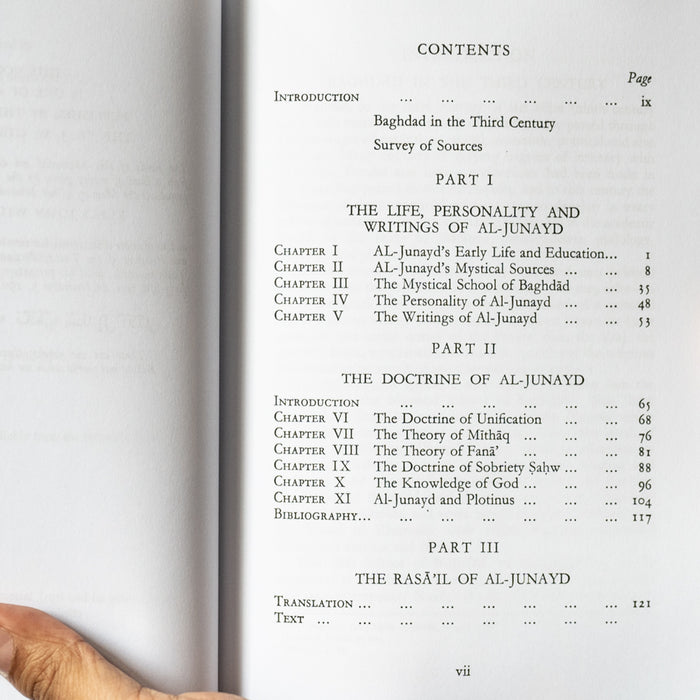 CONTENTS
Page
INTRODUCTION ... ... ... ... ... ... ix
Baghdad in the Third Century
Survey of Sources
PART I
THE LIFE, PERSONALITY AND
WRITINGS OF AL-JUNAYD
CHAPTER I AL-Junayd's Early Life and Education... 1
CHAPTER II AL-Junayd's Mystical Sources ... ... 8
CHAPTER III The Mystical School of Baghdād ... 35
CHAPTER IV The Personality of Al-Junayd ... ... 48
CHAPTER V The Writings of Al-Junayd ... ... 53
PART II
THE DOCTRINE OF AL-JUNAYD
INTRODUCTION ... ... ... ... ... ... 65
CHAPTER VI The Doctrine of Unification ... ... 68
CHAPTER VII The Theory of Mithāq ... ... ... 76
CHAPTER VIII The Theory of Fanā' ... ... ... 81
CHAPTER IX The Doctrine of Sobriety Ṣaḥw ... ... 88
CHAPTER X The Knowledge of God ... ... ... 96
CHAPTER XI Al-Junayd and Plotinus ... ... ... 104
BIBLIOGRAPHY... ... ... ... ... ... ... 117
PART III
THE RASĀ'IL OF AL-JUNAYD
TRANSLATION ... ... ... ... ... ... ... 121
TEXT ... ... ... ... ... ... ...
vii